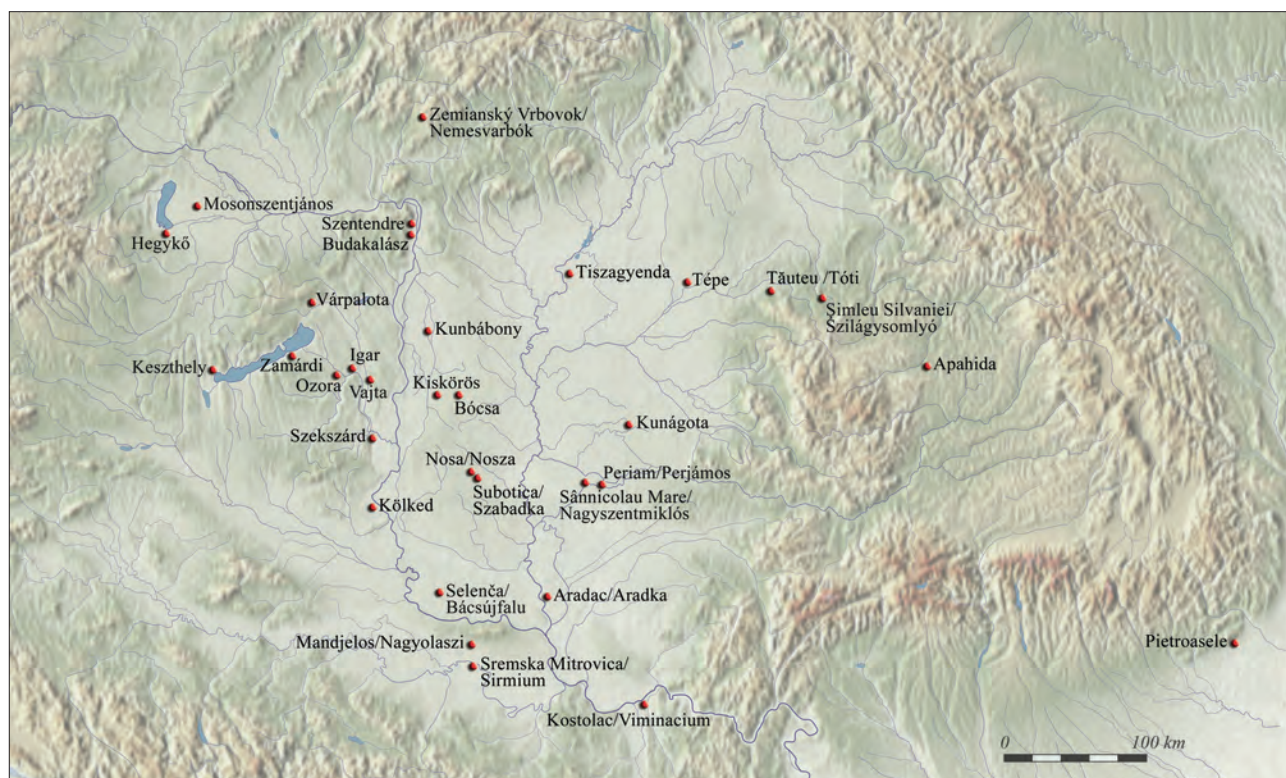 Zemianský Vrbovok/
Nemesvarbók
Mosonszentjános
Szentendre
Hegykő
Budakalász
Tiszagyenda
Tépe
Tăuteu /Tóti
Várpalota
Şimleu Silvaniei/
Szilágysomlyó
Kunbábony
Keszthely
Zamárdi
Igar
Apahida
Ozora
Vajta
Kiskörös
Bócsa
Szekszárd
Kunágota
Nosa/Nosza
Periam/Perjámos
Subotica/
Szabadka
Sânnicolau Mare/
Nagyszentmiklós
Kölked
Selenča/
Bácsújfalu
Aradac/Aradka
Mandjelos/Nagyolaszi
Pietroasele
Sremska Mitrovica/
Sirmium
Kostolac/Viminacium
0 100 km